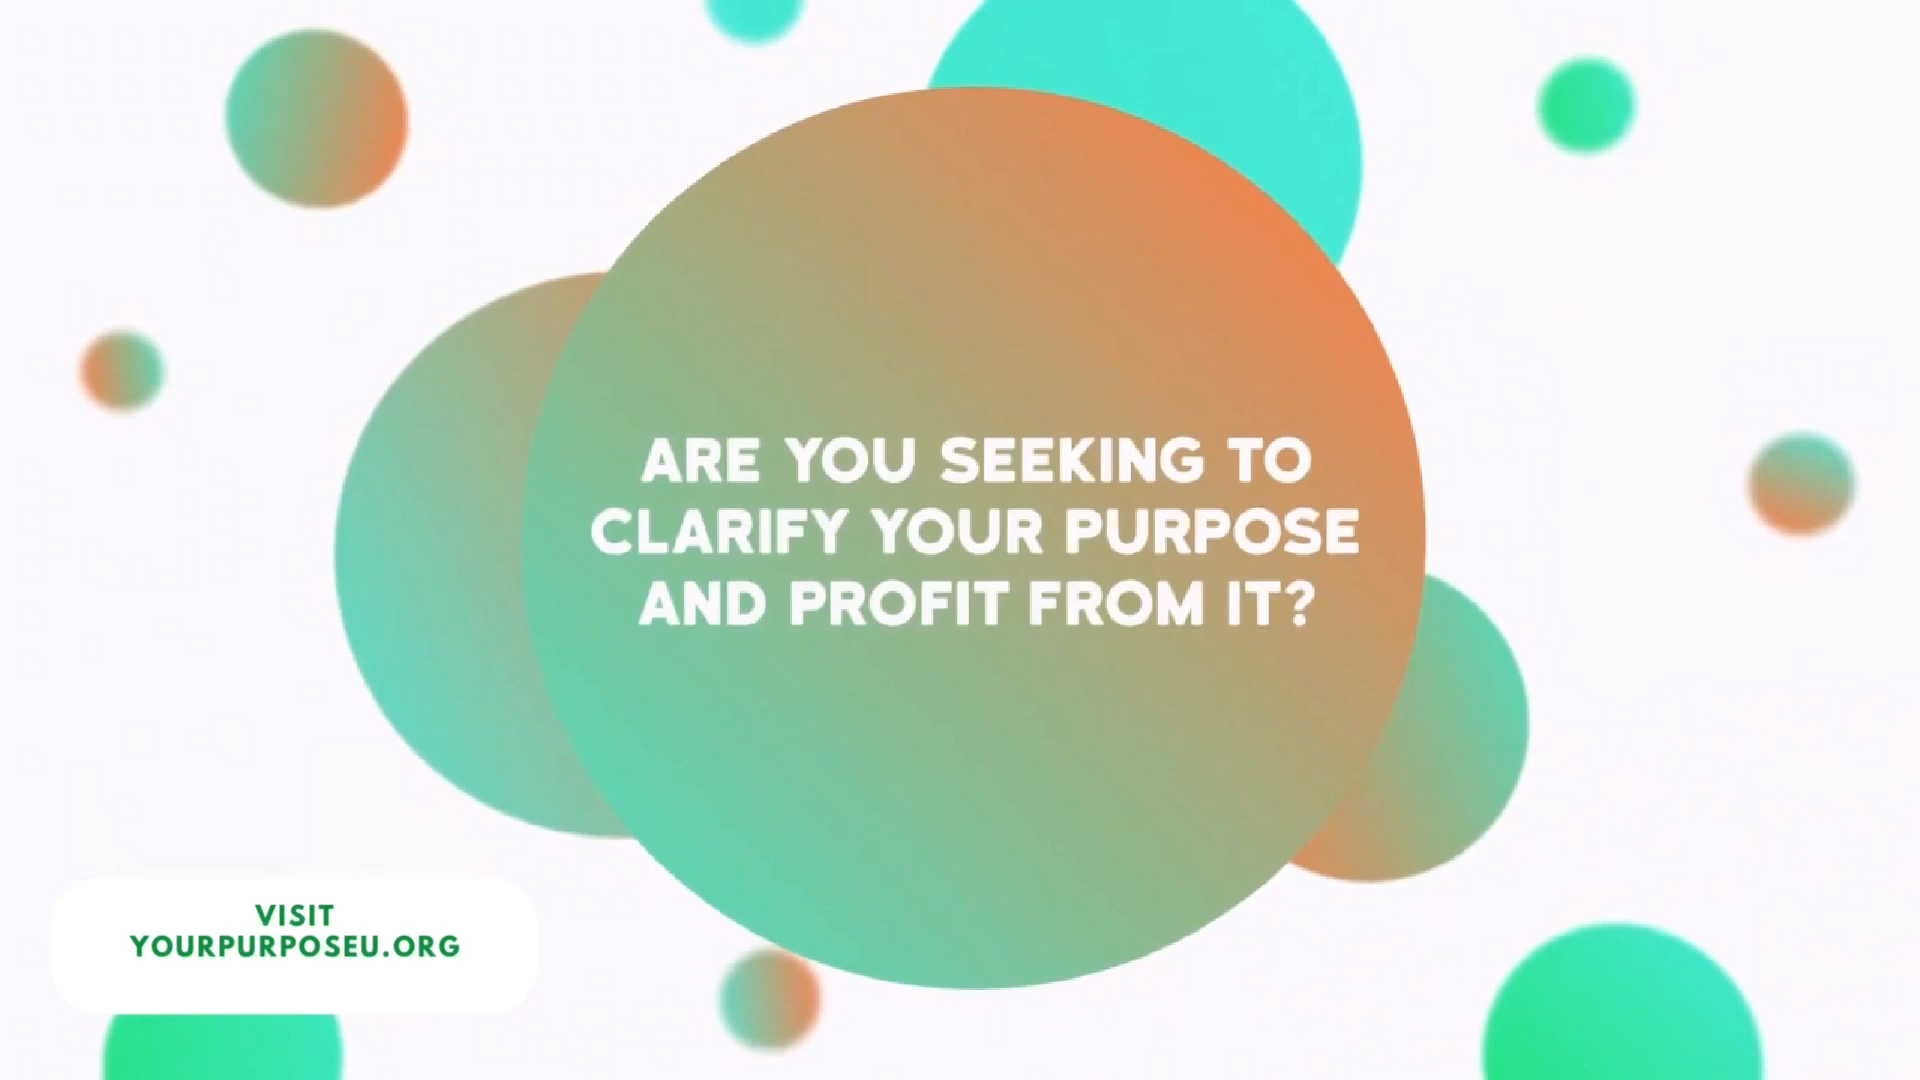 ARE YOU SEEKING TO
CLARIFY YOUR PURPOSE
AND PROFIT FROM IT?
VISIT
YOURPURPOSEU.ORG